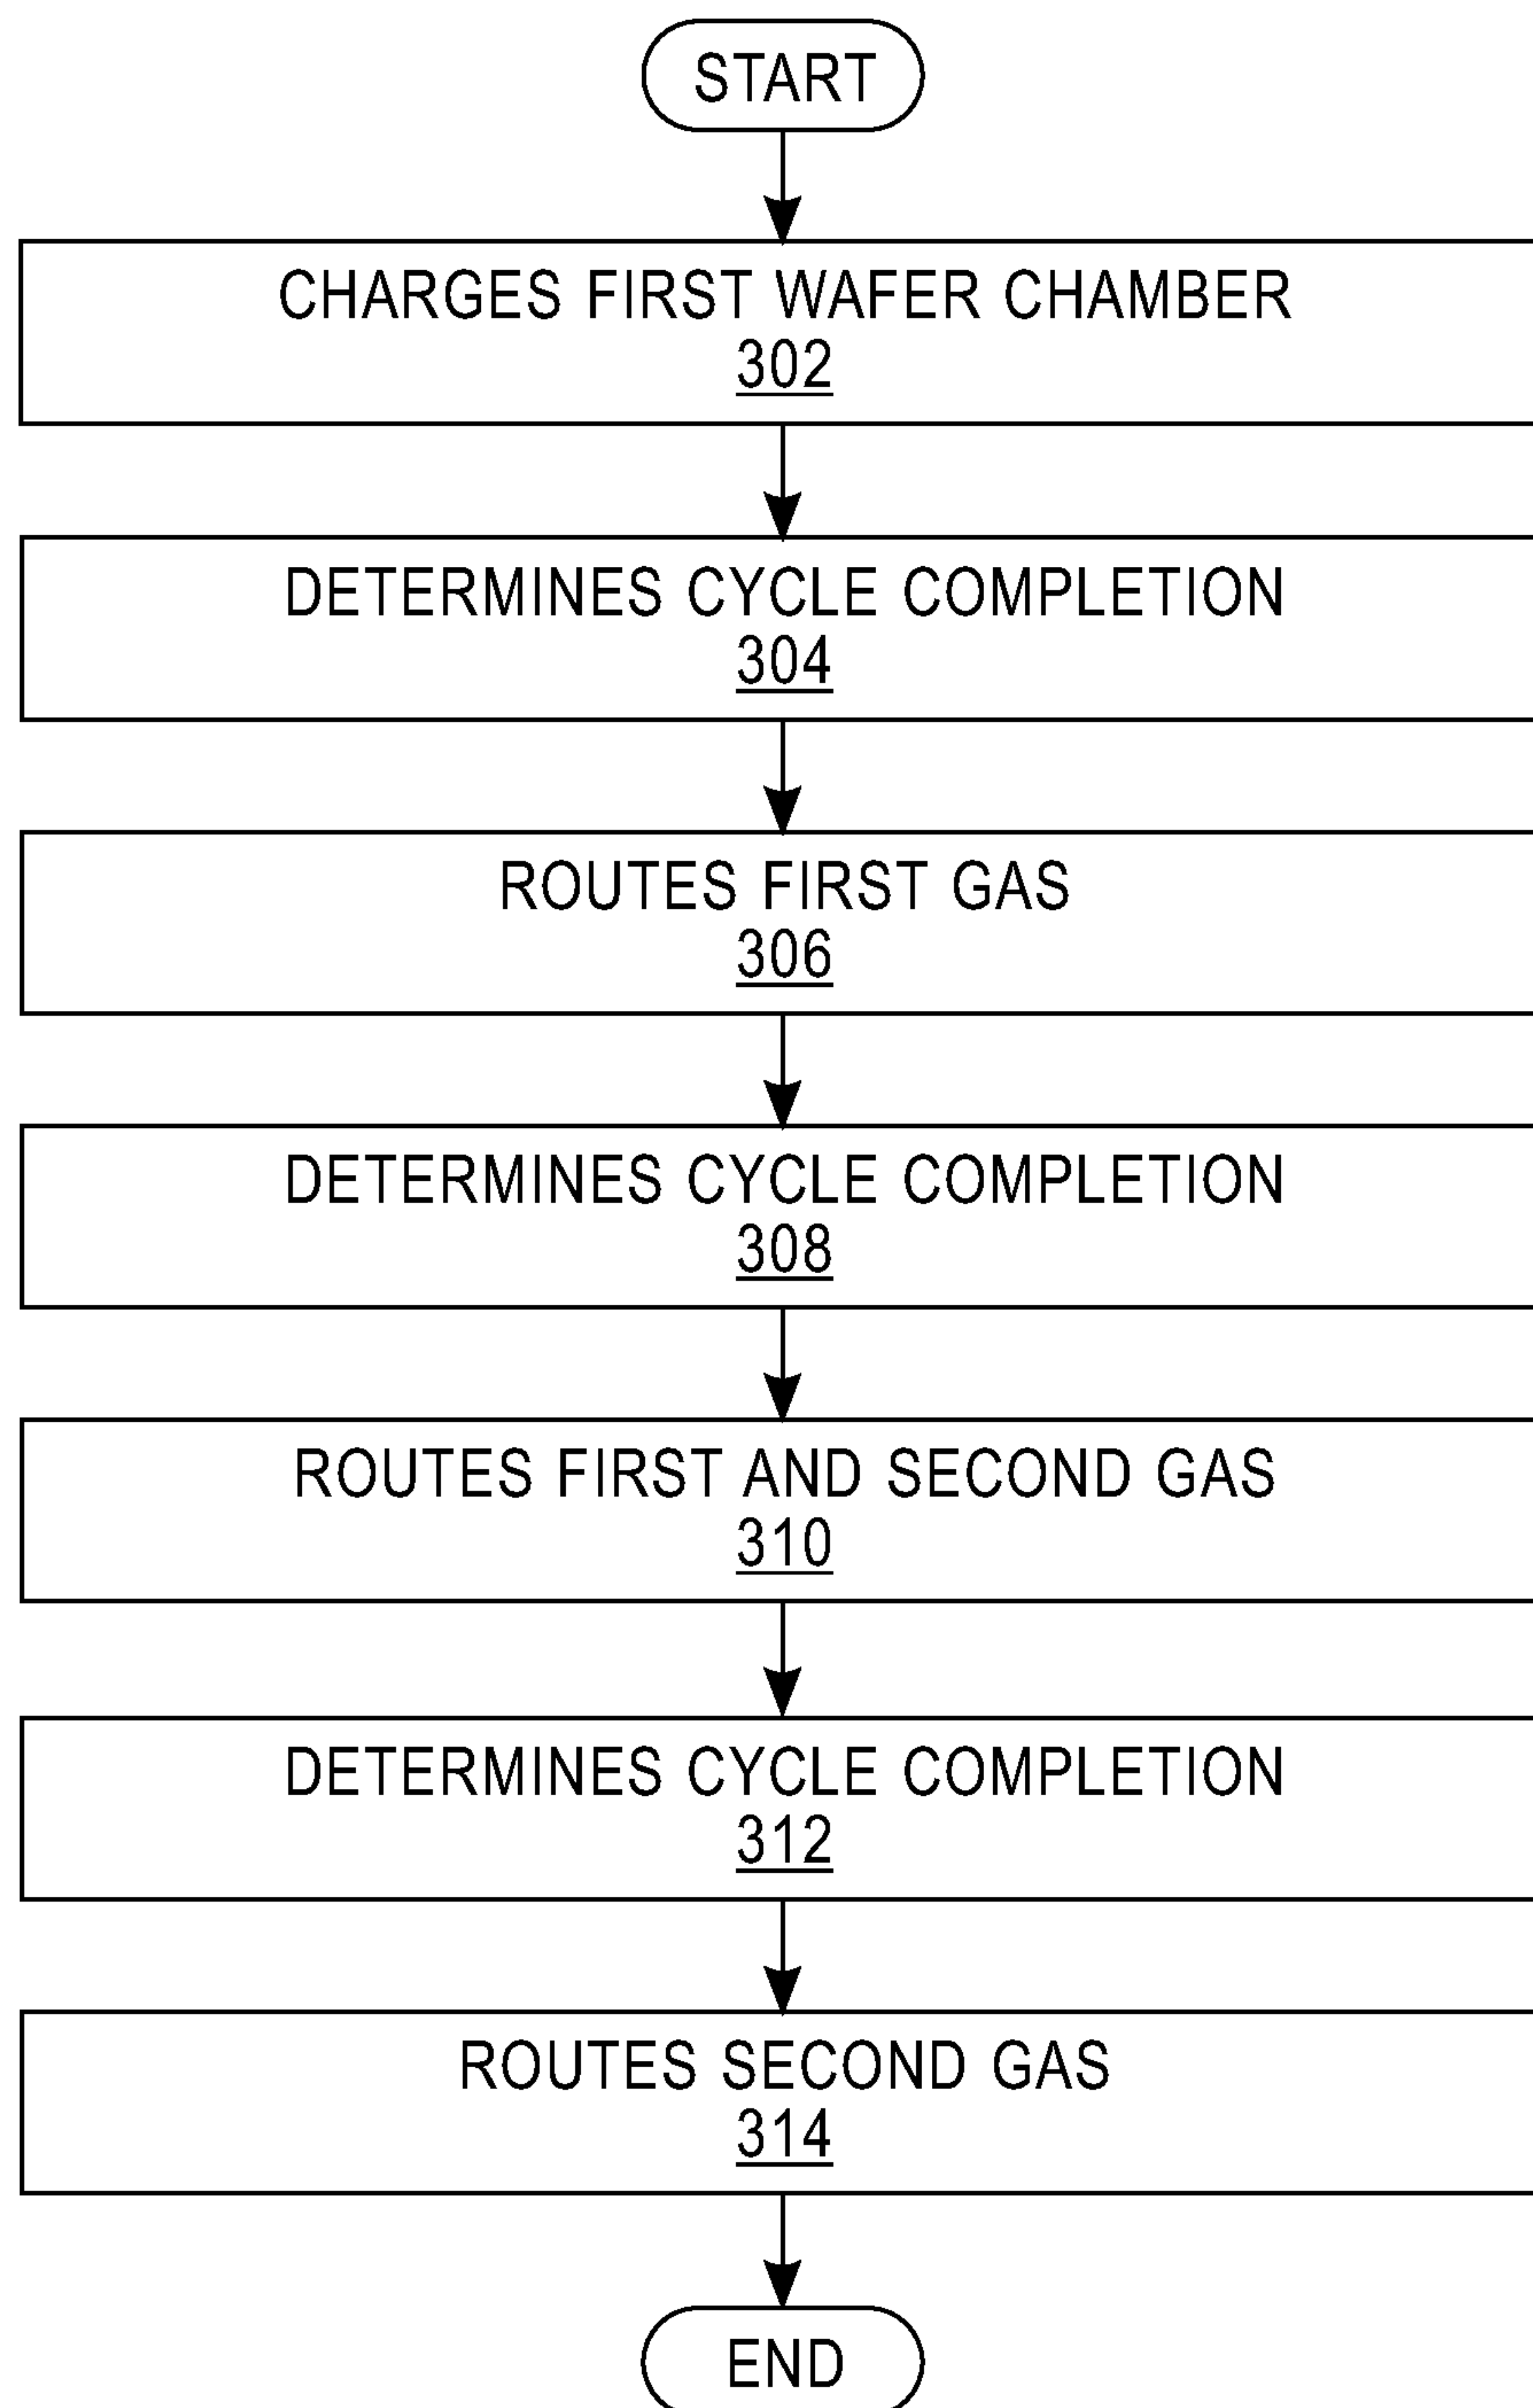 START
CHARGES FIRST WAFER CHAMBER
302
DETERMINES CYCLE COMPLETION
304
ROUTES FIRST GAS
306
DETERMINES CYCLE COMPLETION
308
ROUTES FIRST AND SECOND GAS
310
DETERMINES CYCLE COMPLETION
312
ROUTES SECOND GAS
314
END